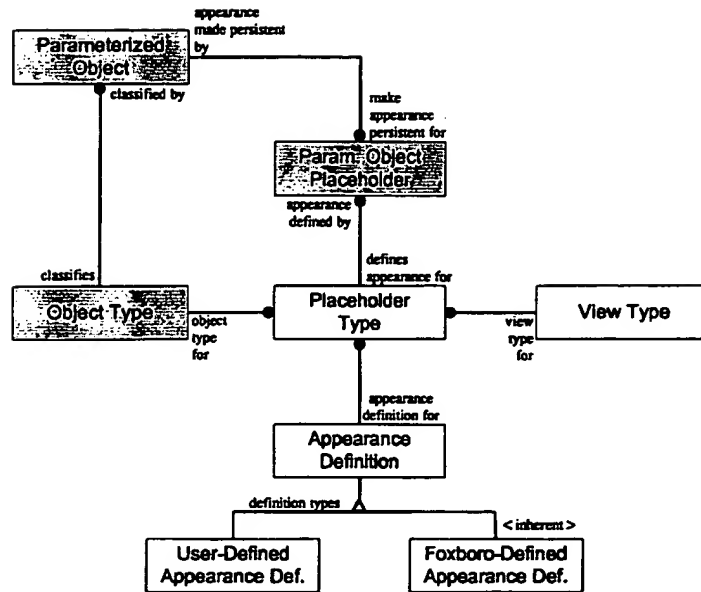 appearance
made persistent
by
Parameterized
Object
classified by
make
appearance
persistent for
Param. Object
Placeholder
appearance
defined by
classifies
defines
appearance for
Object Type
object
type
for
Placeholder
Type
view
type
for
View Type
appearance
definition for
Appearance
Definition
definition types
< inherent >
User-Defined
Appearance Def.
Foxboro-Defined
Appearance Def.